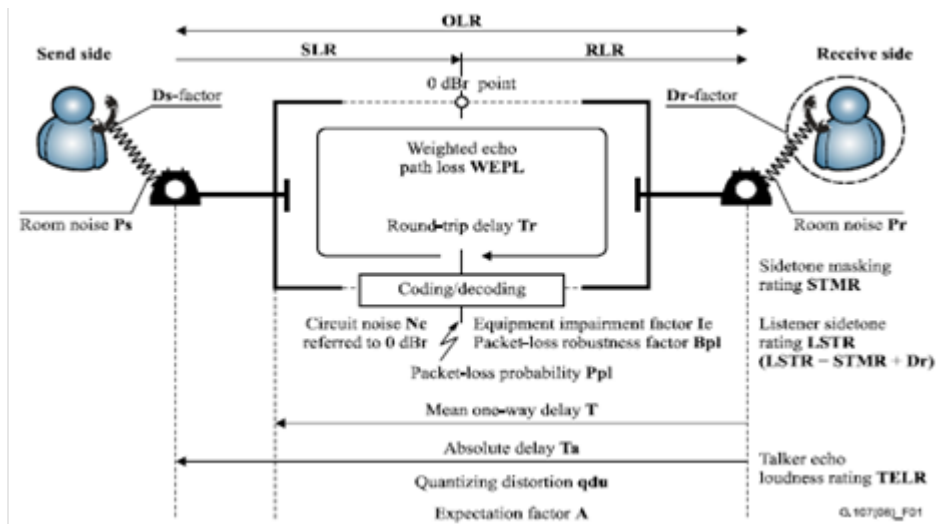 OLR
SLR
RLR
Send side
Receive side
0 dBr point
Ds-factor
Dr-factor
Weighted echo
path loss WEPL
Room noise Ps
Room noise Pr
Round-trip delay Tr
Coding/decoding
Sidetone masking
rating STMR
Circuit noise Nc
referred to 0 dBr
Equipment impairment factor Ie
Packet-loss robustness factor Bpl
Listener sidetone
rating LSTR
(LSTR – STMR + Dr)
Packet-loss probability Ppl
Mean one-way delay T
Absolute delay Ta
Talker echo
loudness rating TELR
Quantizing distortion qdu
Expectation factor A
G.107(08)_F01